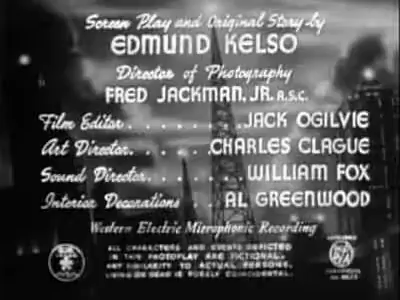 Screen Play and Original Story by
EDMUND KELSO
Director of Photography
FRED JACKMAN, JR. A.S.C.
Film Editor . . . . . . . . JACK OGILVIE
Art Director . . . . . . CHARLES CLAGUE
Sound Director . . . . . . . WILLIAM FOX
Interior Decorations . . . AL GREENWOOD
Western Electric Microphonic Recording
ALL CHARACTERS AND EVENTS DEPICTED
IN THIS PHOTOPLAY ARE FICTIONAL.
ANY SIMILARITY TO ACTUAL PERSONS,
LIVING OR DEAD IS PURELY COINCIDENTAL.